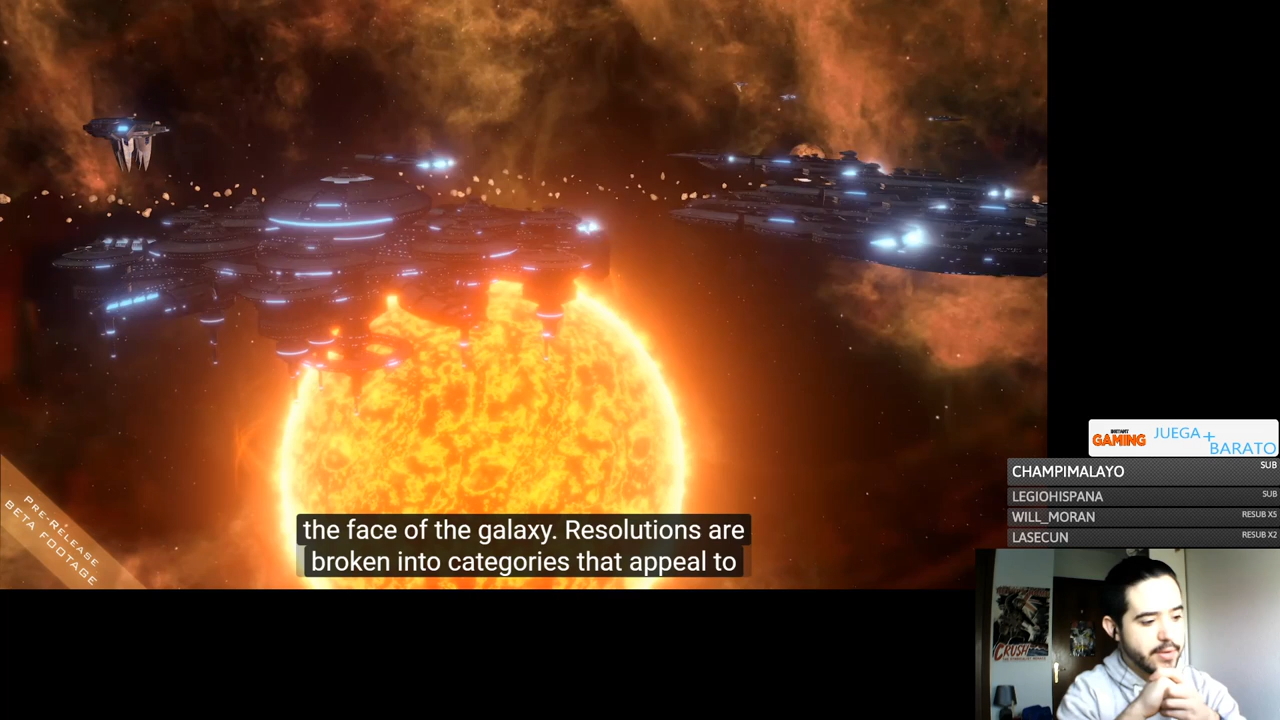 the face of the galaxy. Resolutions are
broken into categories that appeal to
PRE-RELEASE
BETA FOOTAGE
INSTANT
GAMING
JUEGA+
BARATO
CHAMPIMALAYO SUB
LEGIOHISPANA SUB
WILL_MORAN RESUB X5
LASECUN RESUB X2
CRUSH